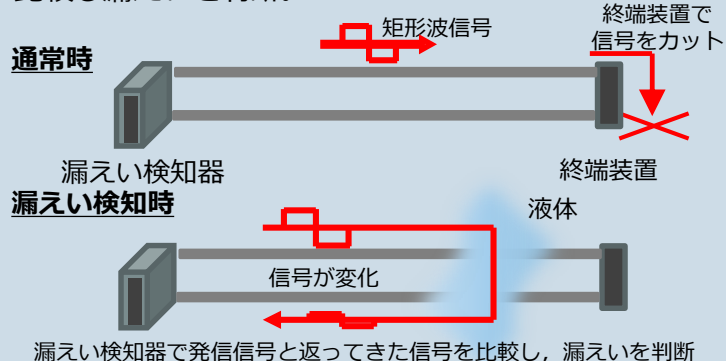 矩形波信号
終端装置で
信号をカット
通常時
漏えい検知器
終端装置
漏えい検知時
液体
信号が変化
漏えい検知器で発信信号と返ってきた信号を比較し，漏えいを判断